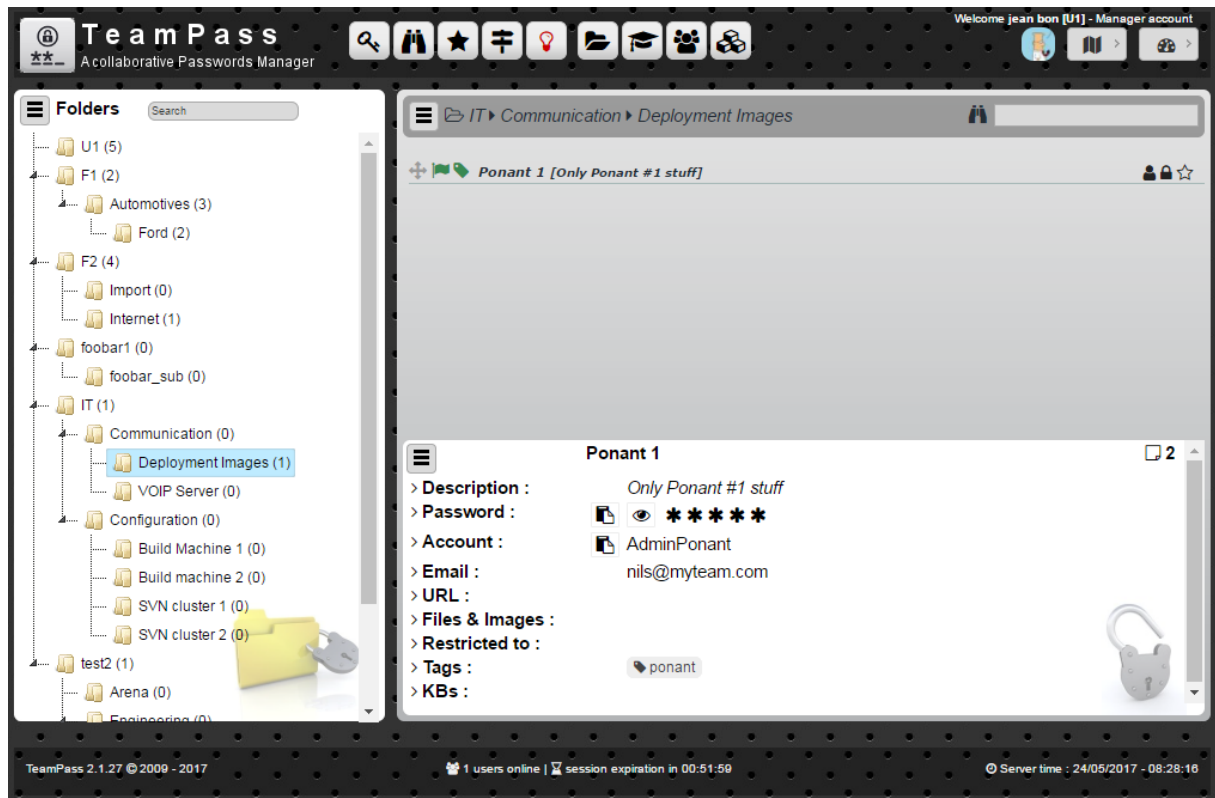 TeamPass
A collaborative Passwords Manager
Welcome jean bon [U1] - Manager account
Folders
Search
U1 (5)
F1 (2)
Automotives (3)
Ford (2)
F2 (4)
Import (0)
Internet (1)
foobar1 (0)
foobar_sub (0)
IT (1)
Communication (0)
Deployment Images (1)
VOIP Server (0)
Configuration (0)
Build Machine 1 (0)
Build machine 2 (0)
SVN cluster 1 (0)
SVN cluster 2 (0)
test2 (1)
Arena (0)
Engineering (0)
IT Communication Deployment Images
Ponant 1 [Only Ponant #1 stuff]
Ponant 1
2
Description : Only Ponant #1 stuff
Password : *****
Account : AdminPonant
Email : nils@myteam.com
URL :
Files & Images :
Restricted to :
Tags : ponant
KBs :
TeamPass 2.1.27 © 2009 - 2017
1 users online | session expiration in 00:51:59
Server time : 24/05/2017 - 08:28:16